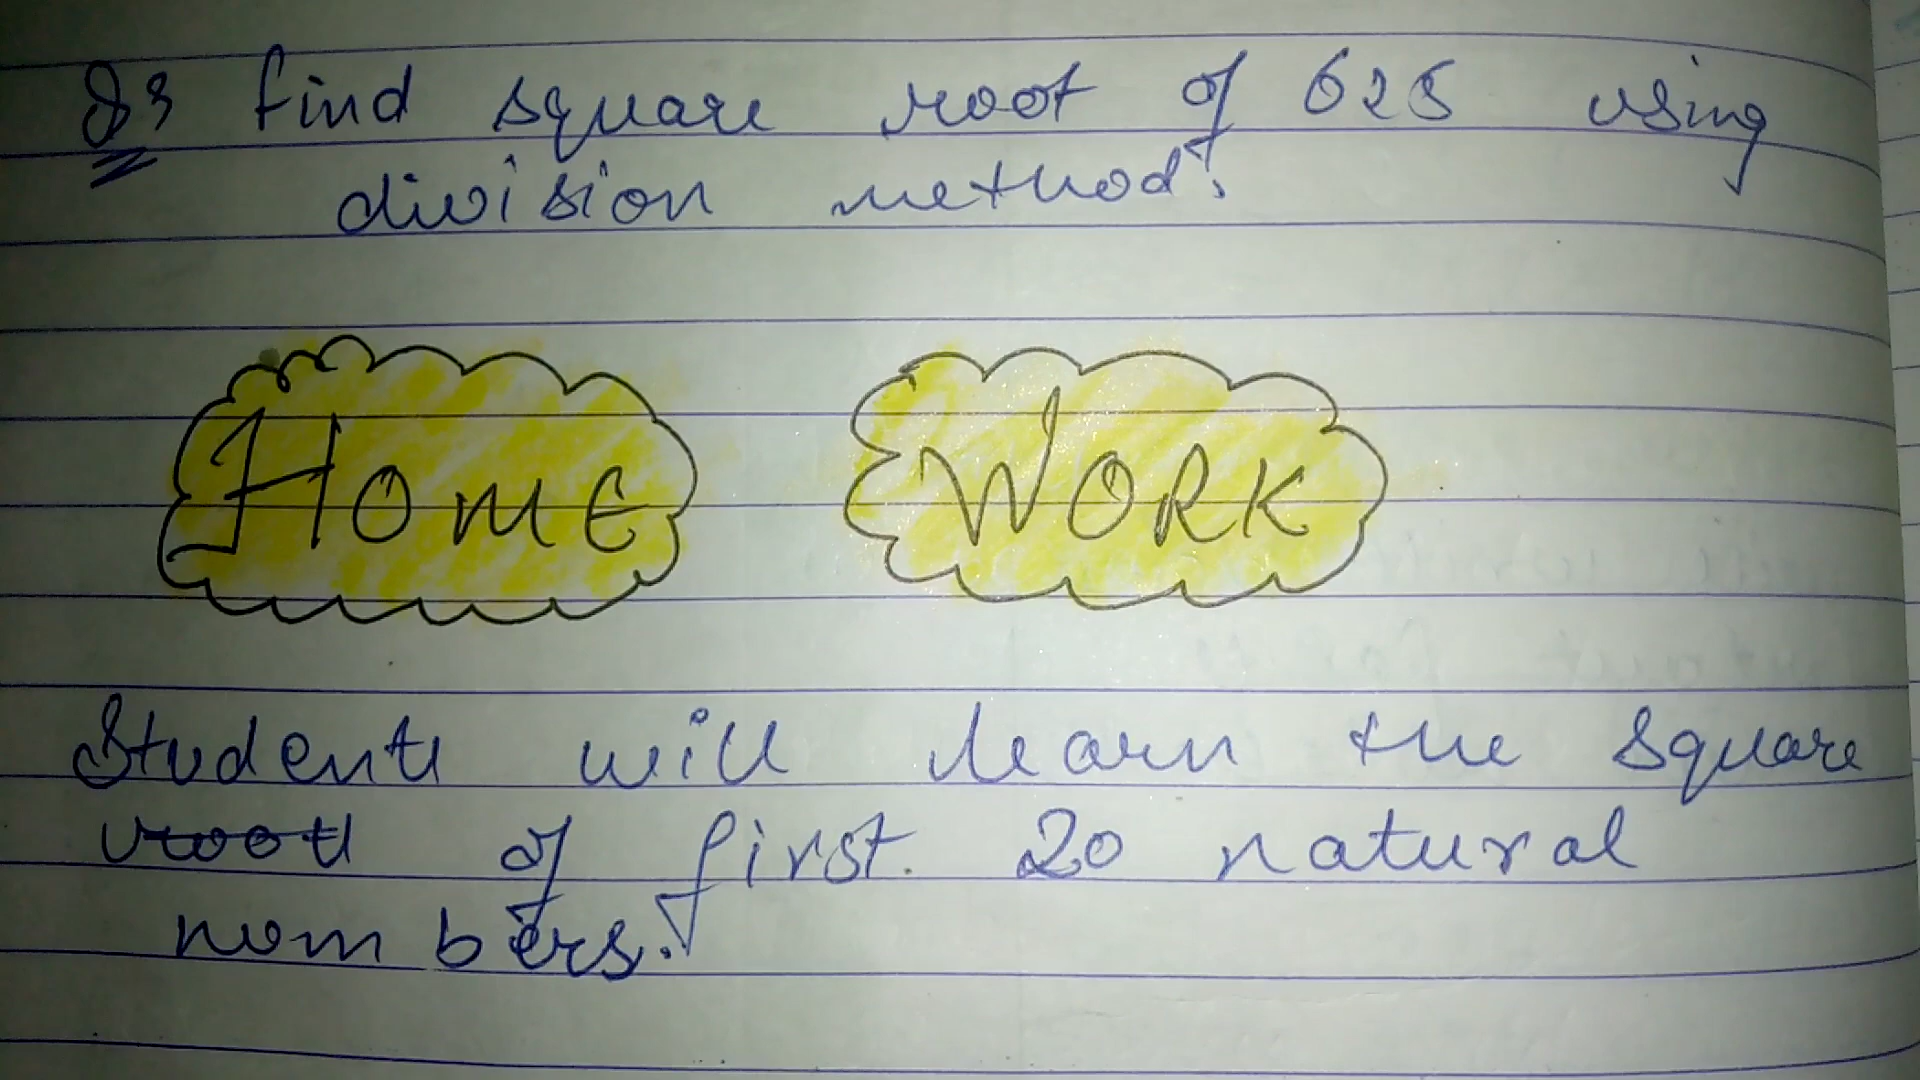 Q3 find square root of 625 using
division method.
HOME WORK
Students will learn the square
of first 20 natural
numbers.